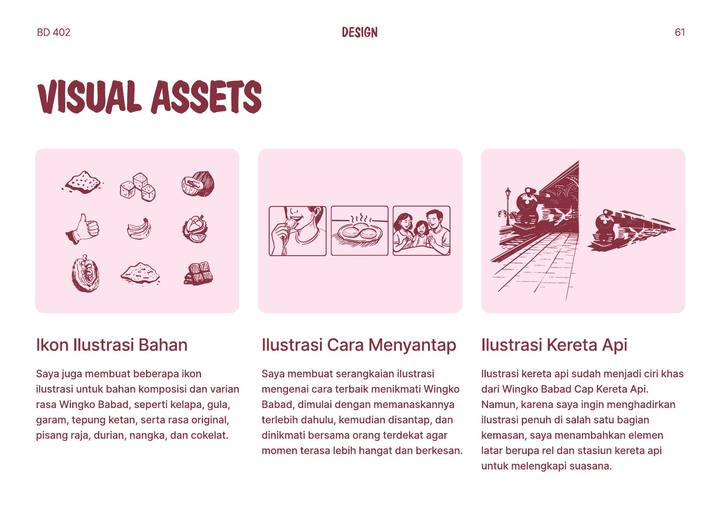 BD 402
DESIGN
61
VISUAL ASSETS
Ikon Ilustrasi Bahan
Saya juga membuat beberapa ikon
ilustrasi untuk bahan komposisi dan varian
rasa Wingko Babad, seperti kelapa, gula,
garam, tepung ketan, serta rasa original,
pisang raja, durian, nangka, dan cokelat.
Ilustrasi Cara Menyantap
Saya membuat serangkaian ilustrasi
mengenai cara terbaik menikmati Wingko
Babad, dimulai dengan memanaskannya
terlebih dahulu, kemudian disantap, dan
dinikmati bersama orang terdekat agar
momen terasa lebih hangat dan berkesan.
Ilustrasi Kereta Api
Ilustrasi kereta api sudah menjadi ciri khas
dari Wingko Babad Cap Kereta Api.
Namun, karena saya ingin menghadirkan
ilustrasi penuh di salah satu bagian
kemasan, saya menambahkan elemen
latar berupa rel dan stasiun kereta api
untuk melengkapi suasana.